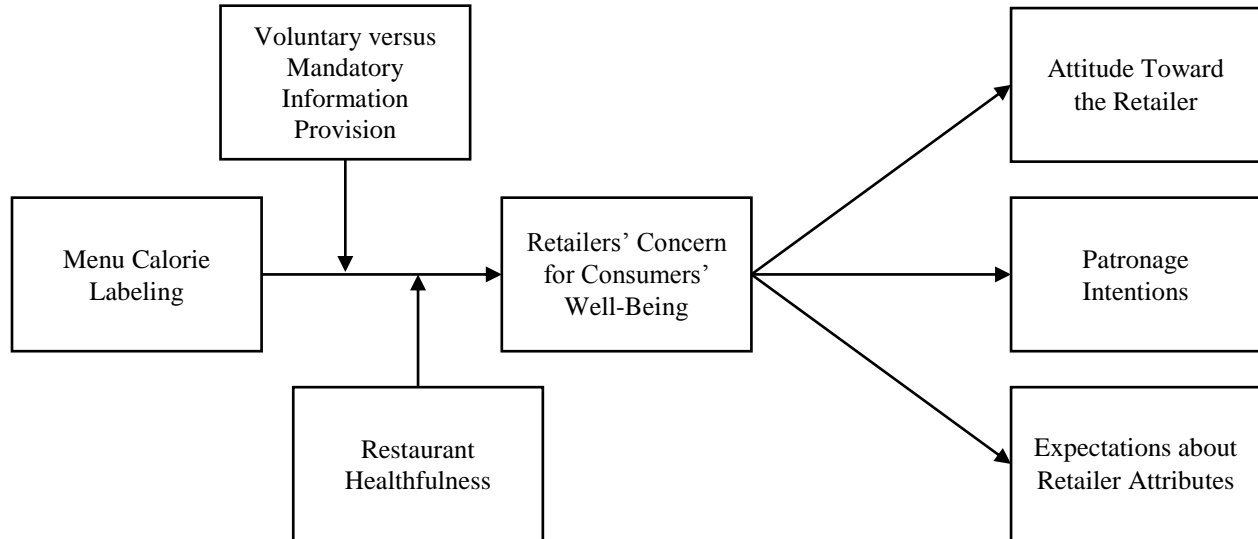 Voluntary versus
Mandatory
Information
Provision
Attitude Toward
the Retailer
Menu Calorie
Labeling
Retailers’ Concern
for Consumers’
Well-Being
Patronage
Intentions
Restaurant
Healthfulness
Expectations about
Retailer Attributes